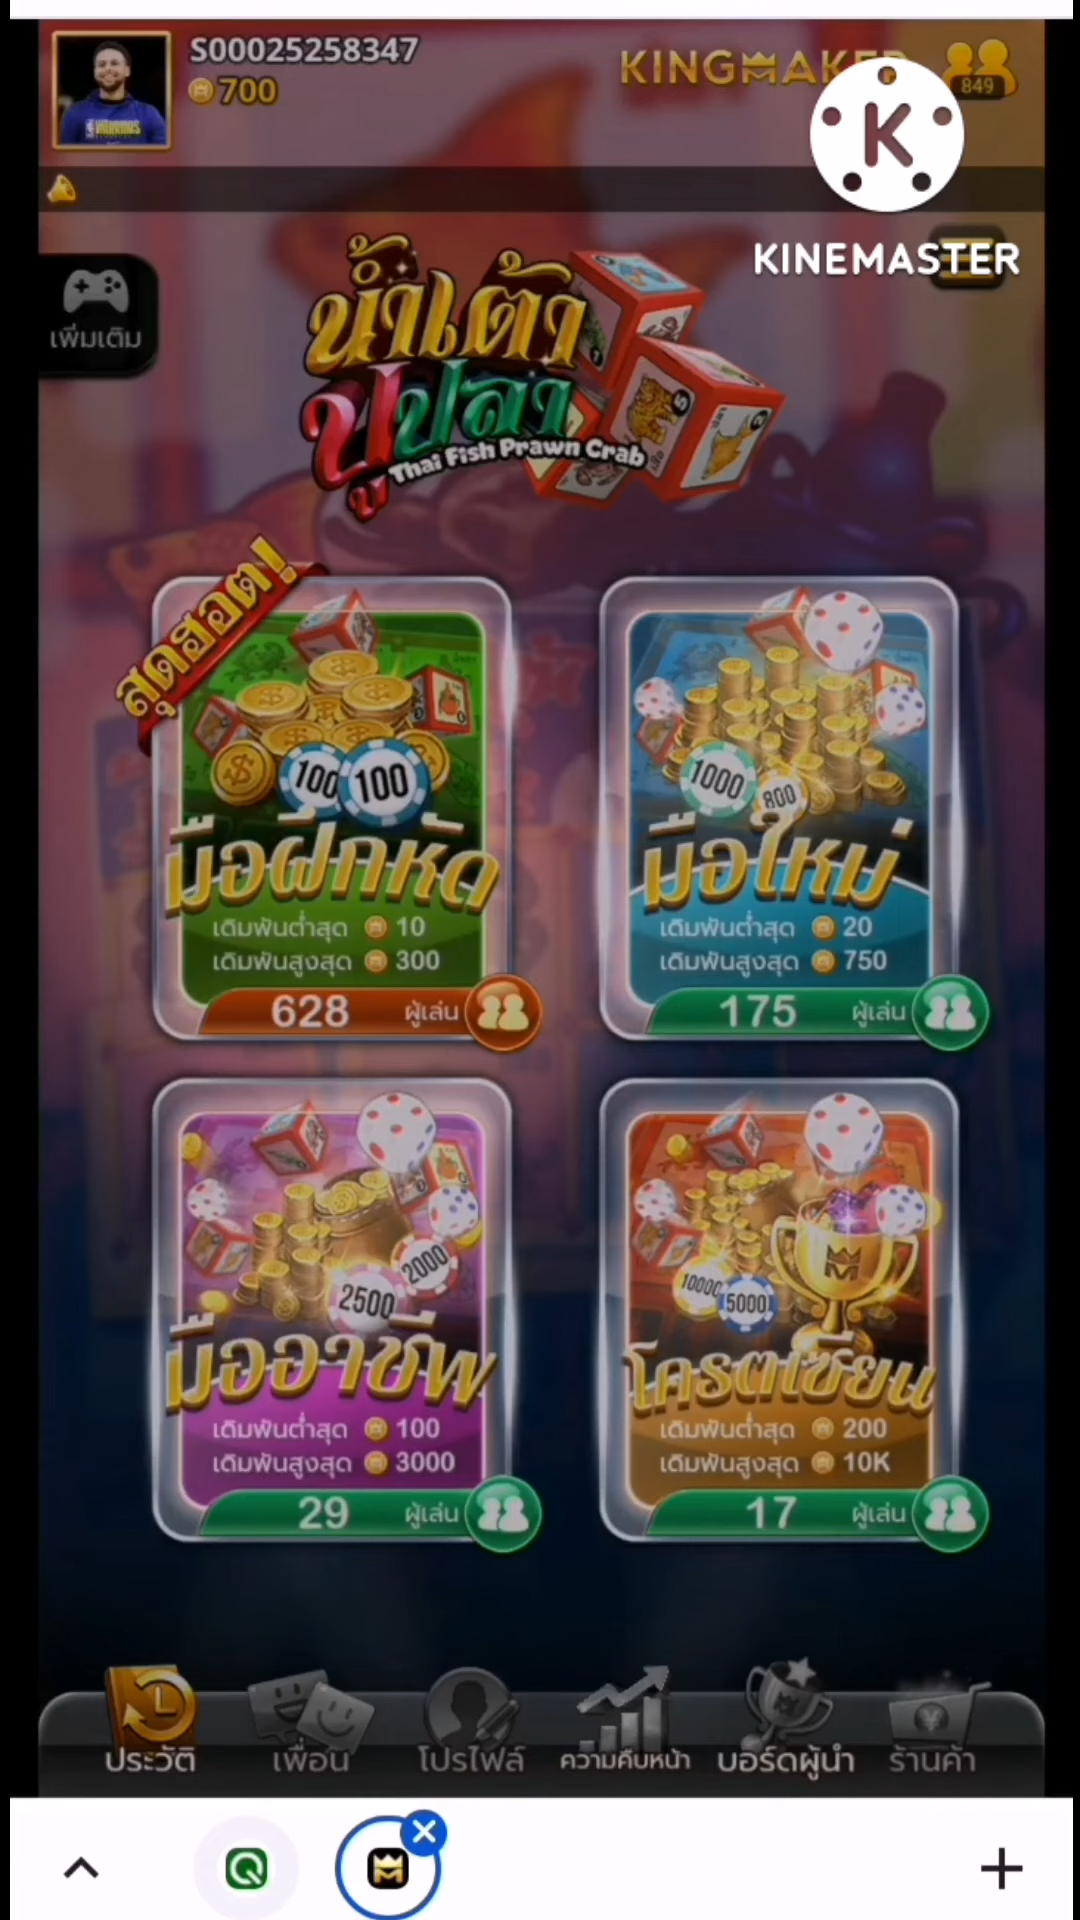 S00025258347
700
KINGMAKER
849
K
KINEMASTER
เพิ่มเติม
น้ำเต้า
ปูปลา
Thai Fish Prawn Crab
สุดฮอต!
100 100
มือฝึกหัด
เดิมพันต่ำสุด 10
เดิมพันสูงสุด 300
628 ผู้เล่น
1000 800
มือใหม่
เดิมพันต่ำสุด 20
เดิมพันสูงสุด 750
175 ผู้เล่น
2500 2000
มืออาชีพ
เดิมพันต่ำสุด 100
เดิมพันสูงสุด 3000
29 ผู้เล่น
10000 5000
โครตเซียน
เดิมพันต่ำสุด 200
เดิมพันสูงสุด 10K
17 ผู้เล่น
ประวัติ เพื่อน โปรไฟล์ ความคืบหน้า บอร์ดผู้นำ ร้านค้า